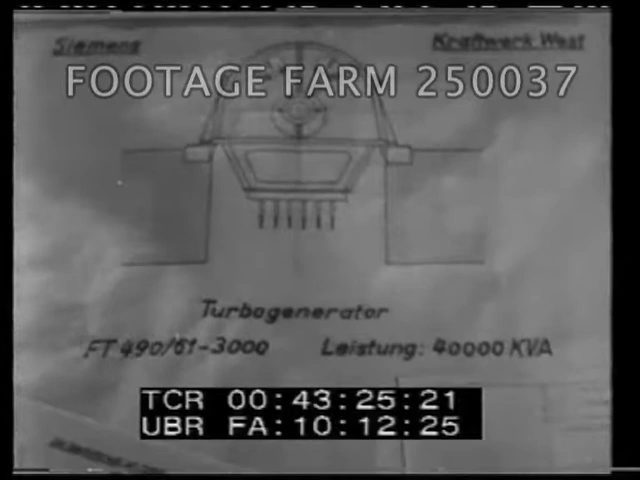 Siemens
Kraftwerk West
FOOTAGE FARM 250037
Turbogenerator
FT 490/61-3000 Leistung: 40000 KVA
TCR 00:43:25:21
UBR FA:10:12:25